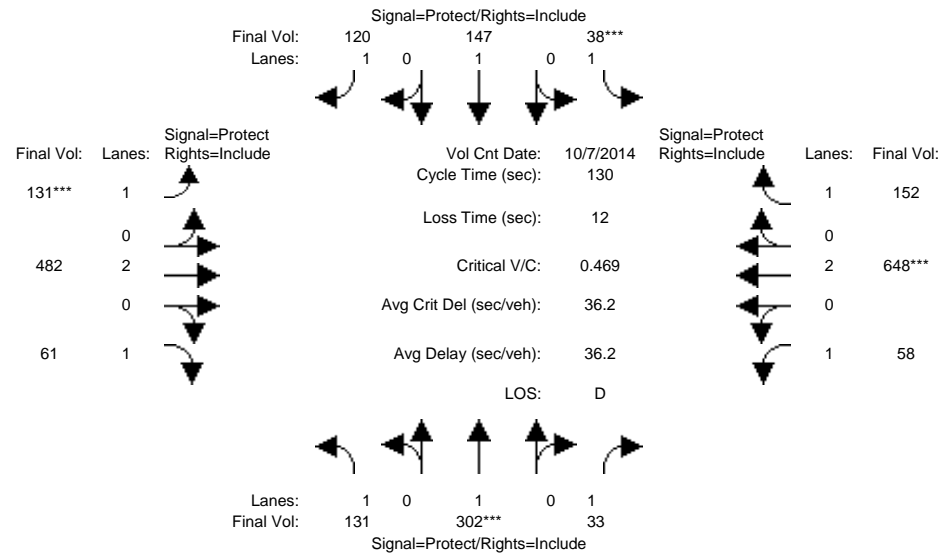 Signal=Protect/Rights=Include
Final Vol: 120 147 38***
Lanes: 1 0 1 0 1
Signal=Protect Signal=Protect
Final Vol: Lanes: Rights=Include Vol Cnt Date: 10/7/2014 Rights=Include Lanes: Final Vol:
Cycle Time (sec): 130
131*** 1 1 152
Loss Time (sec): 12
0 0
482 2 Critical V/C: 0.469 2 648***
0 Avg Crit Del (sec/veh): 36.2 0
61 1 Avg Delay (sec/veh): 36.2 1 58
LOS: D
Lanes: 1 0 1 0 1
Final Vol: 131 302*** 33
Signal=Protect/Rights=Include